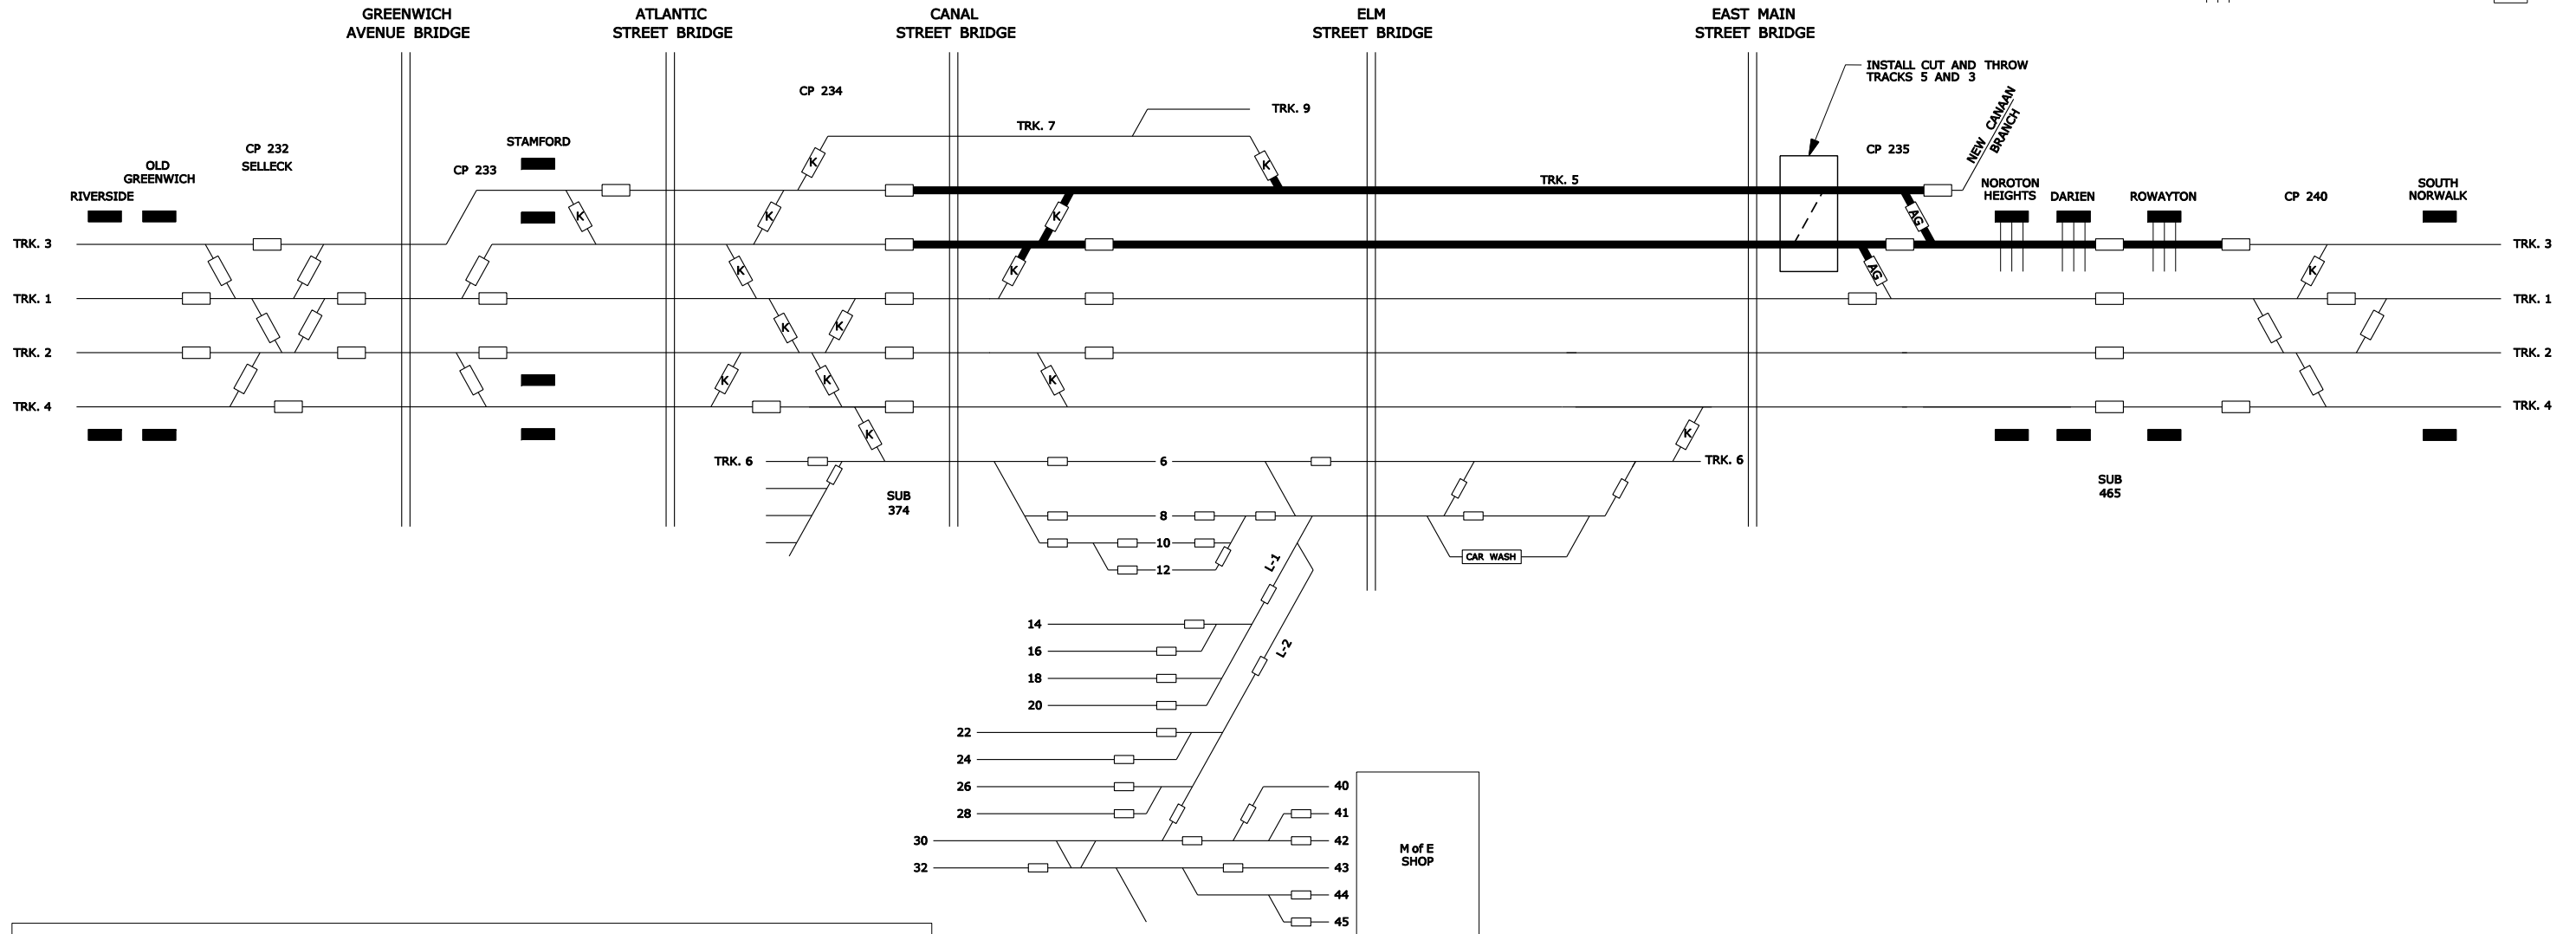 GREENWICH
AVENUE BRIDGE
ATLANTIC
STREET BRIDGE
CANAL
STREET BRIDGE
ELM
STREET BRIDGE
EAST MAIN
STREET BRIDGE
INSTALL CUT AND THROW
TRACKS 5 AND 3
CP 234
TRK. 9
TRK. 7
NEW CANAAN
BRANCH
CP 232
SELLECK
STAMFORD
CP 233
OLD
GREENWICH
RIVERSIDE
K
K
CP 235
TRK. 5
NOROTON
HEIGHTS
DARIEN
ROWAYTON
CP 240
SOUTH
NORWALK
K
K
K
AG
TRK. 3
TRK. 3
K
K
AG
K
TRK. 1
TRK. 1
K
K
TRK. 2
TRK. 2
K
K
K
TRK. 4
TRK. 4
K
K
TRK. 6
6
TRK. 6
SUB
374
SUB
465
8
10
12
CAR WASH
L-1
L-2
14
16
18
20
22
24
26
28
30
32
40
41
42
43
44
45
M of E
SHOP